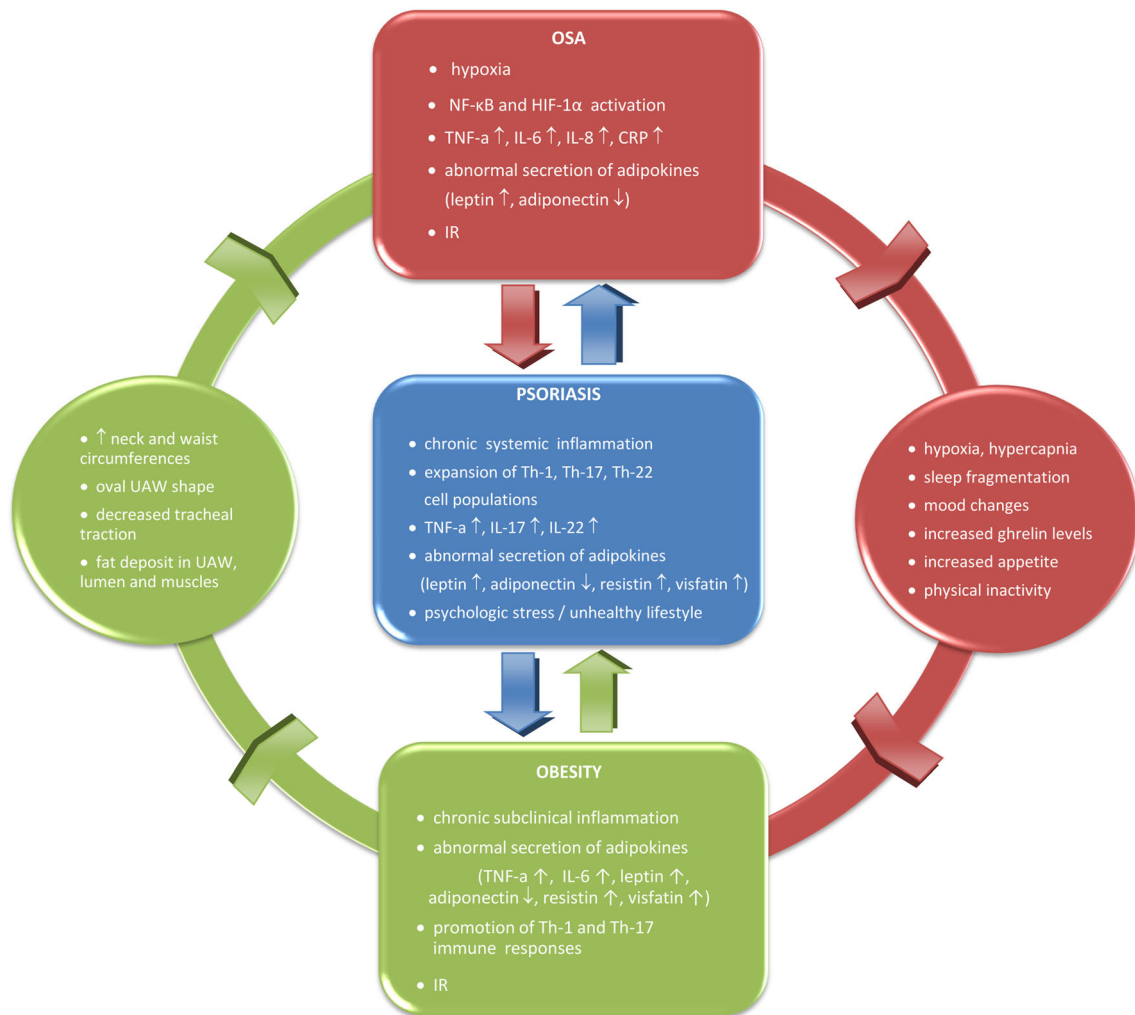 OSA
• hypoxia
• NF-κB and HIF-1α activation
• TNF-a ↑, IL-6 ↑, IL-8 ↑, CRP ↑
• abnormal secretion of adipokines
(leptin ↑, adiponectin ↓)
• IR
• ↑ neck and waist
circumferences
• oval UAW shape
• decreased tracheal
traction
• fat deposit in UAW,
lumen and muscles
PSORIASIS
• chronic systemic inflammation
• expansion of Th-1, Th-17, Th-22
cell populations
• TNF-a ↑, IL-17 ↑, IL-22 ↑
• abnormal secretion of adipokines
(leptin ↑, adiponectin ↓, resistin ↑, visfatin ↑)
• psychologic stress / unhealthy lifestyle
• hypoxia, hypercapnia
• sleep fragmentation
• mood changes
• increased ghrelin levels
• increased appetite
• physical inactivity
OBESITY
• chronic subclinical inflammation
• abnormal secretion of adipokines
(TNF-a ↑, IL-6 ↑, leptin ↑,
adiponectin ↓, resistin ↑, visfatin ↑)
• promotion of Th-1 and Th-17
immune responses
• IR